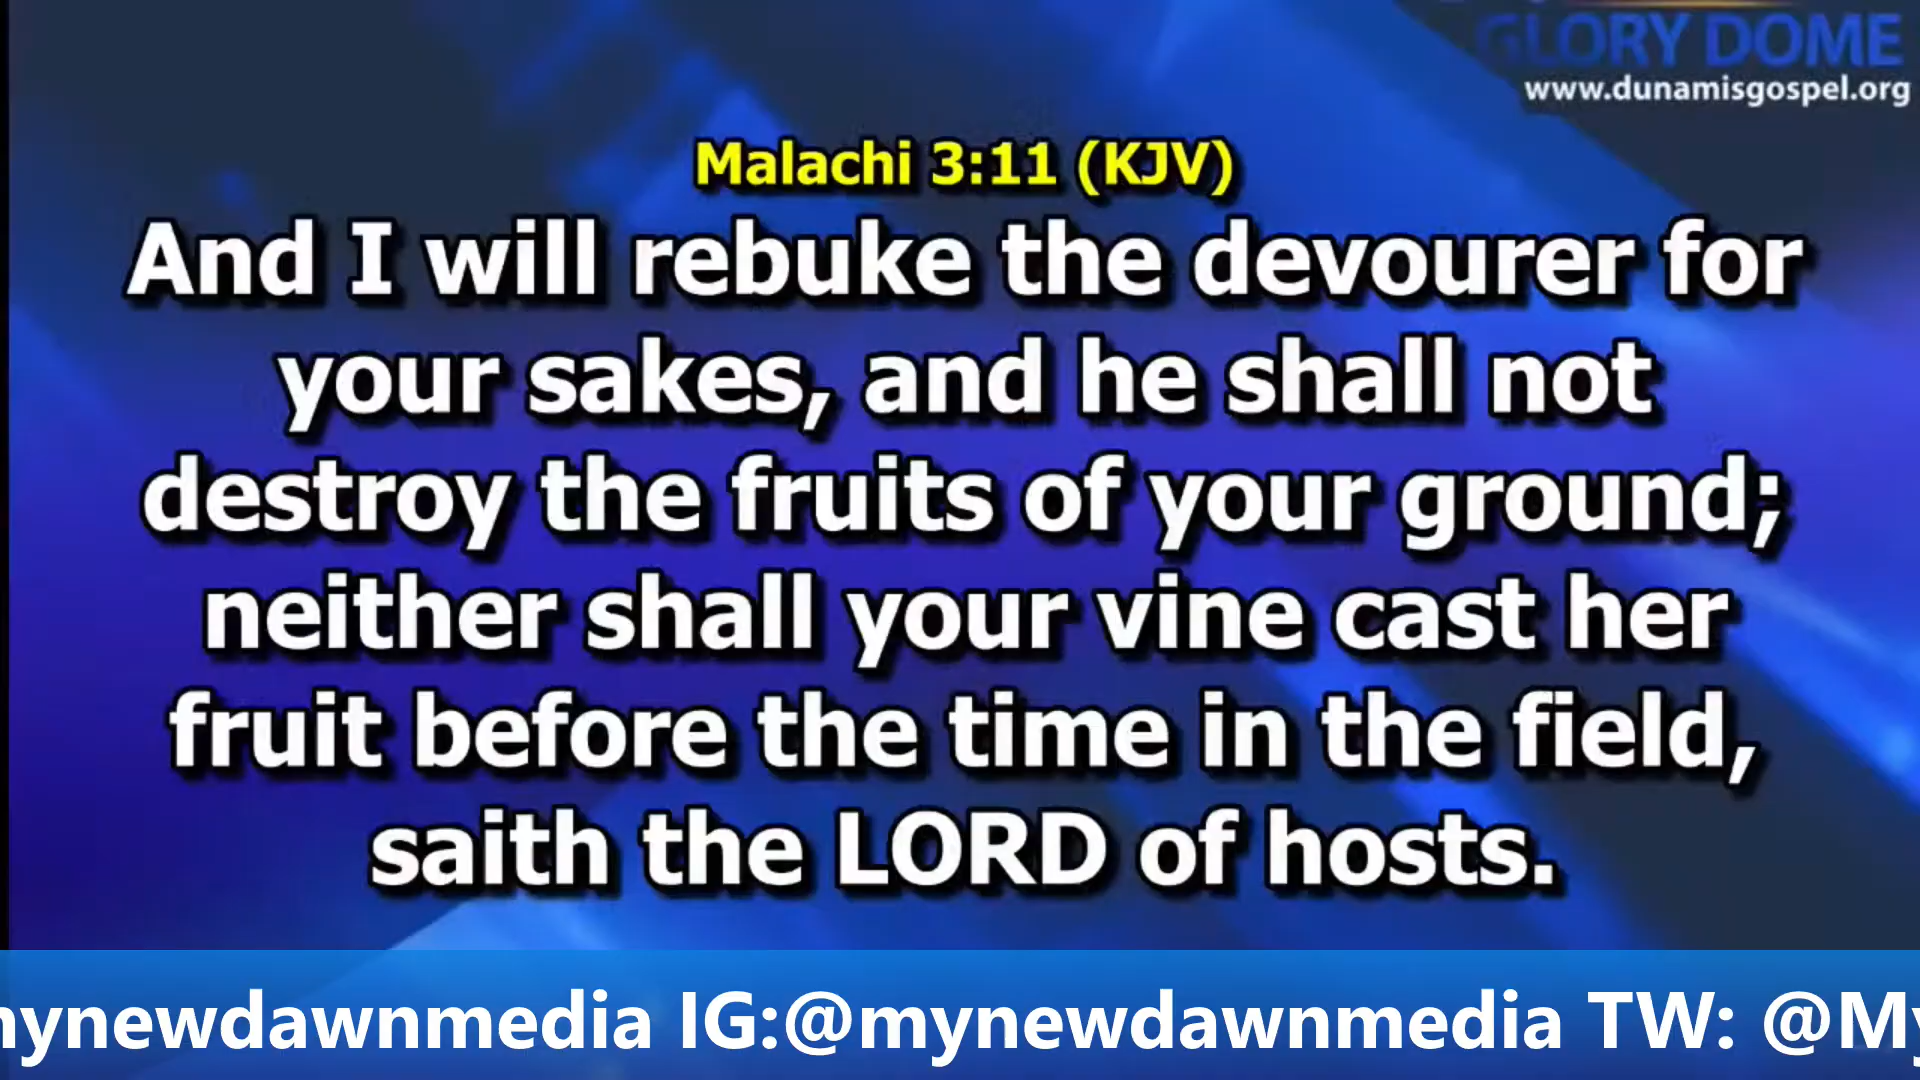 GLORY DOME
www.dunamisgospel.org
Malachi 3:11 (KJV)
And I will rebuke the devourer for
your sakes, and he shall not
destroy the fruits of your ground;
neither shall your vine cast her
fruit before the time in the field,
saith the LORD of hosts.
mynewdawnmedia IG:@mynewdawnmedia TW: @My